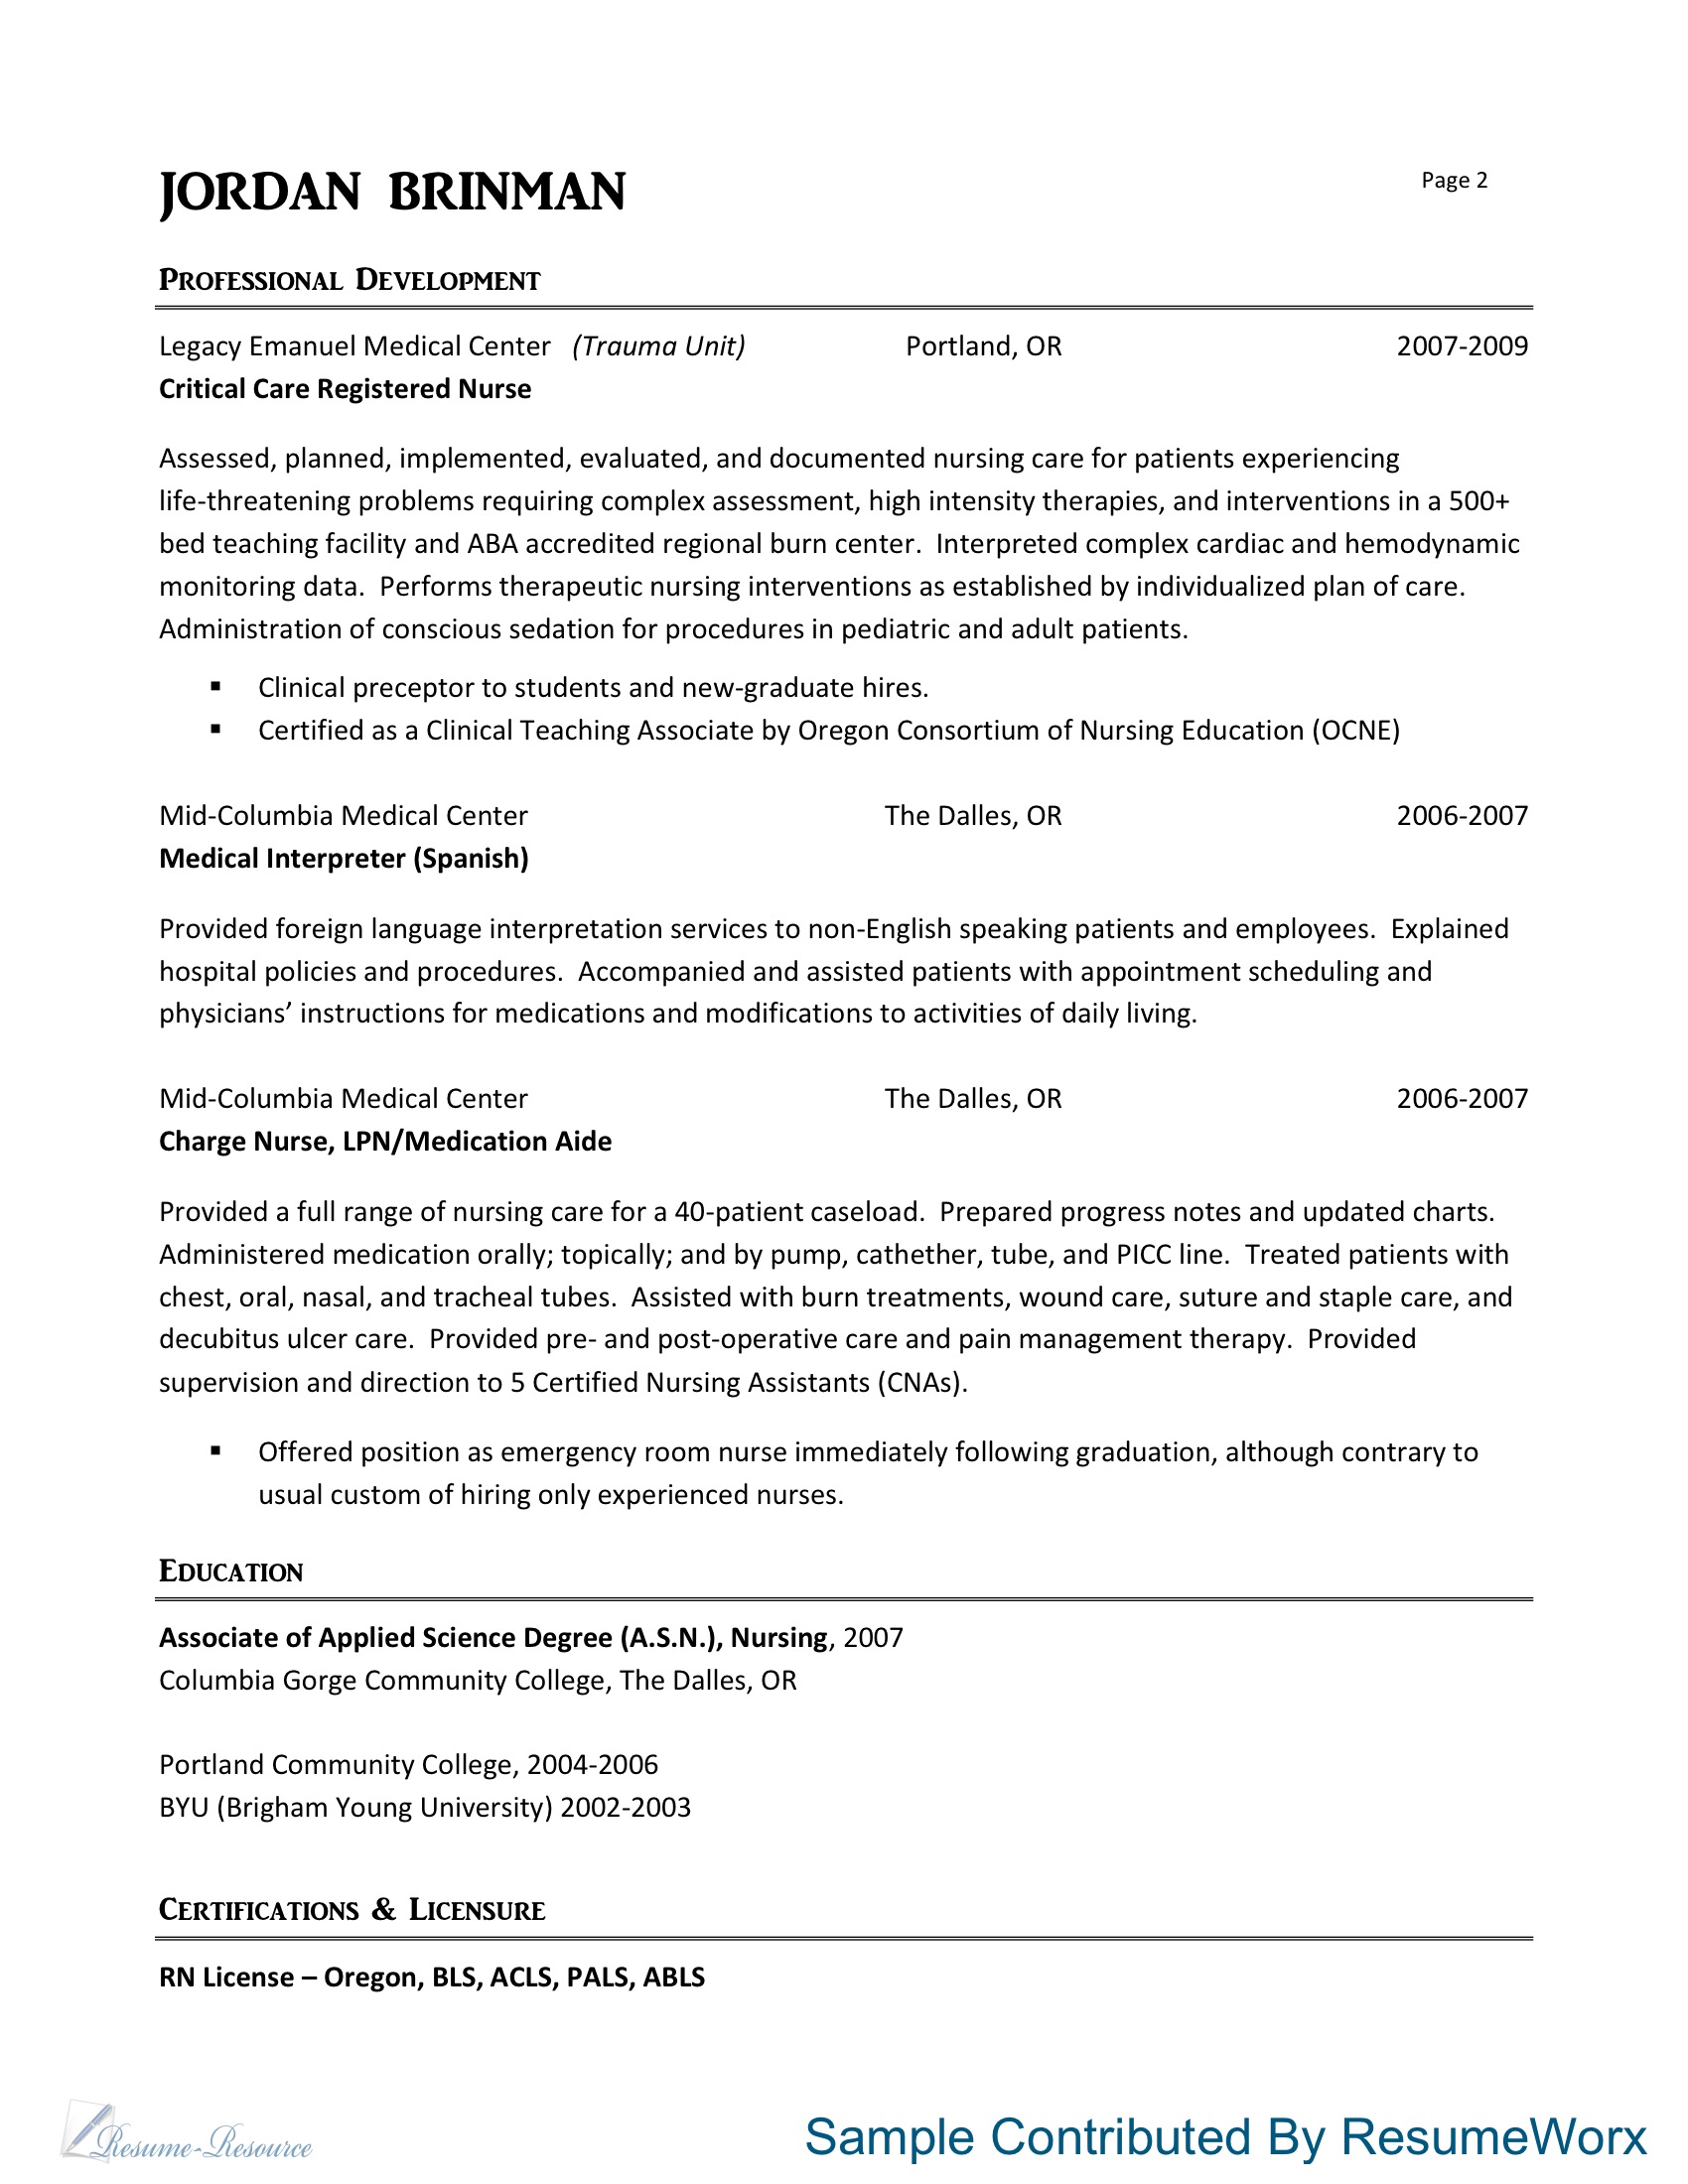 JORDAN BRINMAN
Page 2
PROFESSIONAL DEVELOPMENT
Legacy Emanuel Medical Center (Trauma Unit) Portland, OR 2007-2009
Critical Care Registered Nurse
Assessed, planned, implemented, evaluated, and documented nursing care for patients experiencing
life-threatening problems requiring complex assessment, high intensity therapies, and interventions in a 500+
bed teaching facility and ABA accredited regional burn center. Interpreted complex cardiac and hemodynamic
monitoring data. Performs therapeutic nursing interventions as established by individualized plan of care.
Administration of conscious sedation for procedures in pediatric and adult patients.
▪ Clinical preceptor to students and new-graduate hires.
▪ Certified as a Clinical Teaching Associate by Oregon Consortium of Nursing Education (OCNE)
Mid-Columbia Medical Center The Dalles, OR 2006-2007
Medical Interpreter (Spanish)
Provided foreign language interpretation services to non-English speaking patients and employees. Explained
hospital policies and procedures. Accompanied and assisted patients with appointment scheduling and
physicians’ instructions for medications and modifications to activities of daily living.
Mid-Columbia Medical Center The Dalles, OR 2006-2007
Charge Nurse, LPN/Medication Aide
Provided a full range of nursing care for a 40-patient caseload. Prepared progress notes and updated charts.
Administered medication orally; topically; and by pump, cathether, tube, and PICC line. Treated patients with
chest, oral, nasal, and tracheal tubes. Assisted with burn treatments, wound care, suture and staple care, and
decubitus ulcer care. Provided pre- and post-operative care and pain management therapy. Provided
supervision and direction to 5 Certified Nursing Assistants (CNAs).
▪ Offered position as emergency room nurse immediately following graduation, although contrary to
usual custom of hiring only experienced nurses.
EDUCATION
Associate of Applied Science Degree (A.S.N.), Nursing, 2007
Columbia Gorge Community College, The Dalles, OR
Portland Community College, 2004-2006
BYU (Brigham Young University) 2002-2003
CERTIFICATIONS & LICENSURE
RN License – Oregon, BLS, ACLS, PALS, ABLS
Resume-Resource
Sample Contributed By ResumeWorx